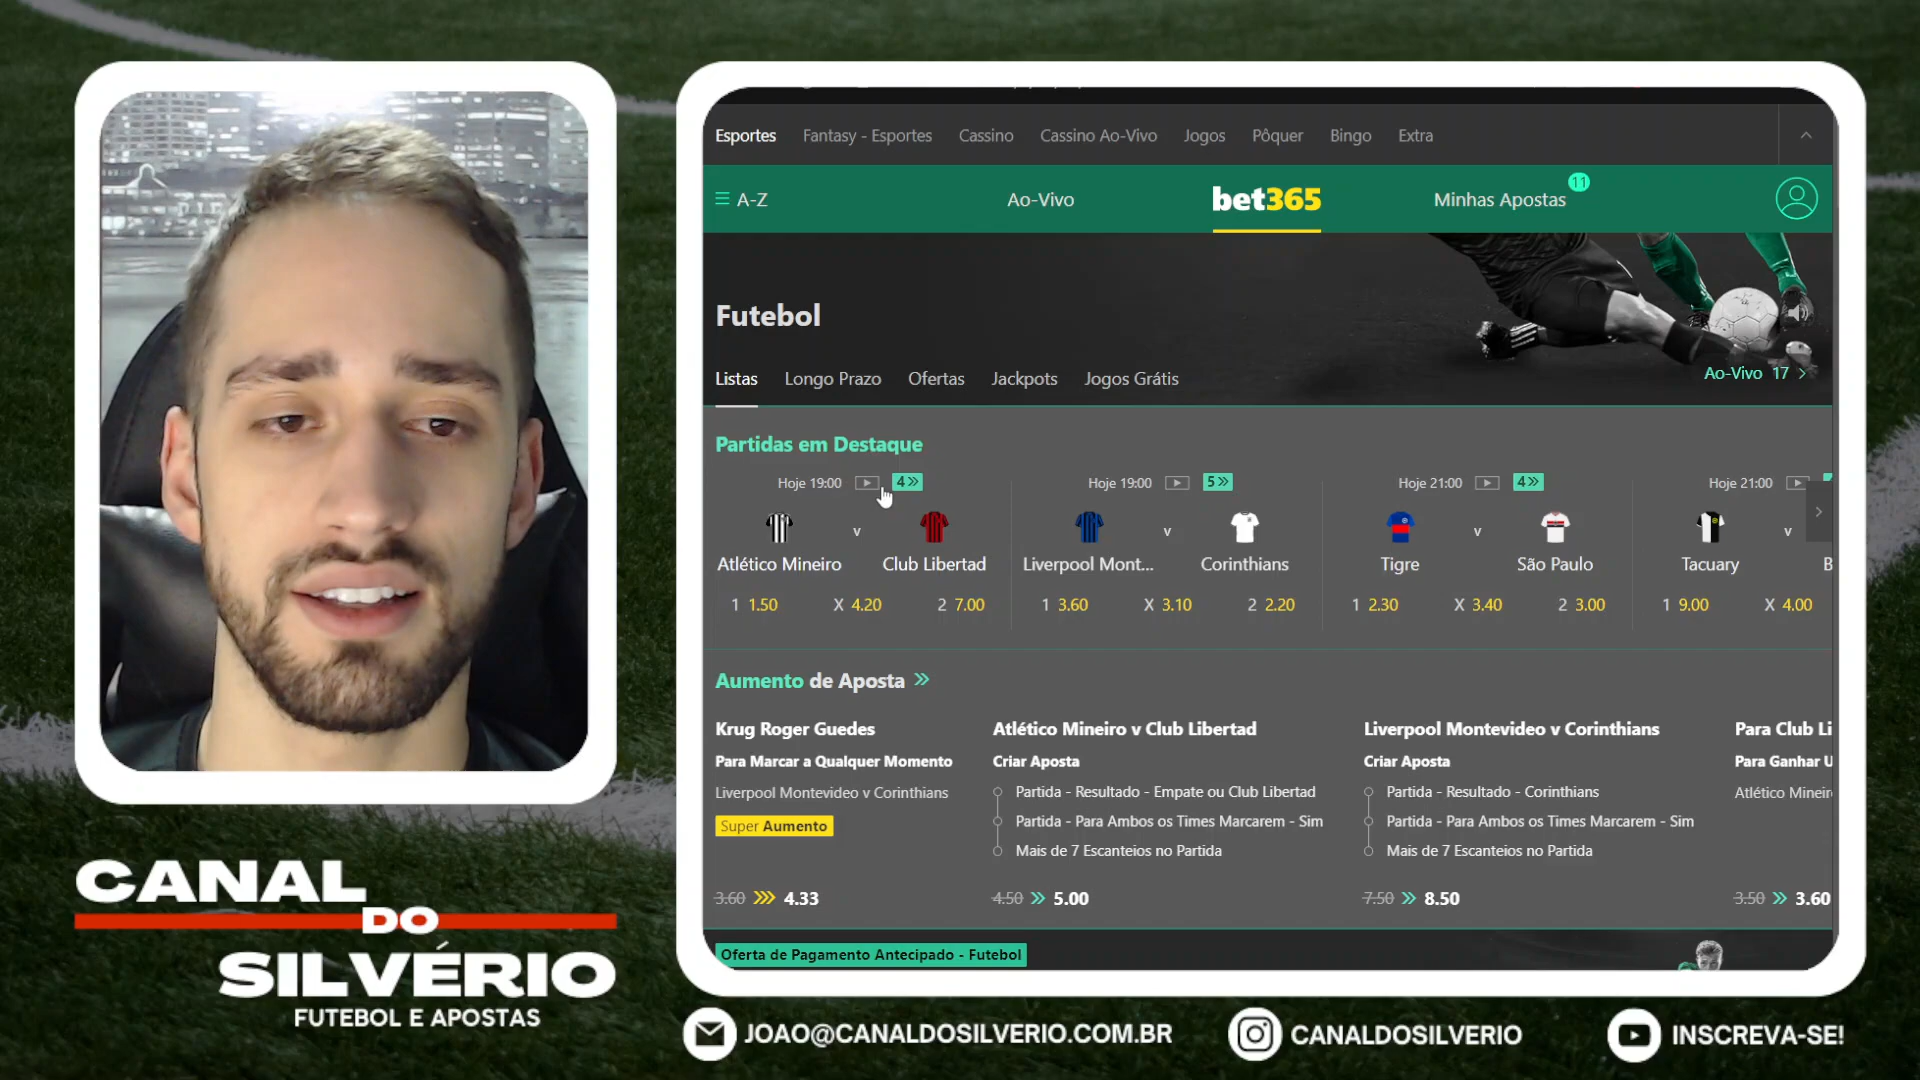 Esportes Fantasy - Esportes Cassino Cassino Ao-Vivo Jogos Pôquer Bingo Extra
A-Z Ao-Vivo bet365 Minhas Apostas 11
Futebol
Listas Longo Prazo Ofertas Jackpots Jogos Grátis
Ao-Vivo 17
Partidas em Destaque
Hoje 19:00 4 Hoje 19:00 5 Hoje 21:00 4 Hoje 21:00
v v v v
Atlético Mineiro Club Libertad Liverpool Mont... Corinthians Tigre São Paulo Tacuary B
1 1.50 X 4.20 2 7.00 1 3.60 X 3.10 2 2.20 1 2.30 X 3.40 2 3.00 1 9.00 X 4.00
Aumento de Aposta
Krug Roger Guedes
Para Marcar a Qualquer Momento
Liverpool Montevideo v Corinthians
Super Aumento
3.60 4.33
Atlético Mineiro v Club Libertad
Criar Aposta
Partida - Resultado - Empate ou Club Libertad
Partida - Para Ambos os Times Marcarem - Sim
Mais de 7 Escanteios no Partida
4.50 5.00
Liverpool Montevideo v Corinthians
Criar Aposta
Partida - Resultado - Corinthians
Partida - Para Ambos os Times Marcarem - Sim
Mais de 7 Escanteios no Partida
7.50 8.50
Para Club Li
Para Ganhar U
Atlético Mineir
3.50 3.60
Oferta de Pagamento Antecipado - Futebol
CANAL
DO
SILVÉRIO
FUTEBOL E APOSTAS
JOAO@CANALDOSILVERIO.COM.BR
CANALDOSILVERIO
INSCREVA-SE!